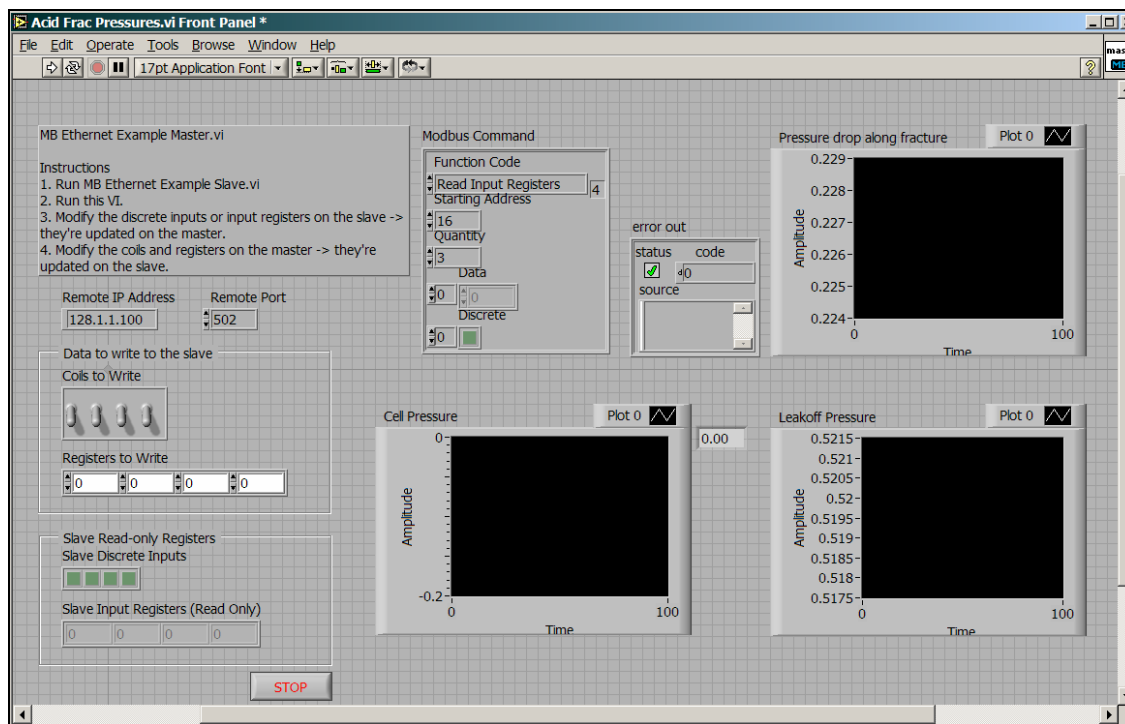 Acid Frac Pressures.vi Front Panel *
File Edit Operate Tools Browse Window Help
17pt Application Font
?
mas
MB Ethernet Example Master.vi
Instructions
1. Run MB Ethernet Example Slave.vi
2. Run this VI.
3. Modify the discrete inputs or input registers on the slave ->
they're updated on the master.
4. Modify the coils and registers on the master -> they're
updated on the slave.
Remote IP Address Remote Port
128.1.1.100 502
Data to write to the slave
Coils to Write
Registers to Write
0 0 0 0
Slave Read-only Registers
Slave Discrete Inputs
Slave Input Registers (Read Only)
0 0 0 0
STOP
Modbus Command
Function Code
Read Input Registers 4
Starting Address
16
Quantity
3
Data
0 0
Discrete
0
error out
status code
d0
source
Pressure drop along fracture Plot 0
0.229
0.228
0.227
0.226
0.225
0.224
Amplitude
0 100
Time
Cell Pressure Plot 0
0
-0.2
Amplitude
0 100
Time
0.00
Leakoff Pressure Plot 0
0.5215
0.521
0.5205
0.52
0.5195
0.519
0.5185
0.518
0.5175
Amplitude
0 100
Time